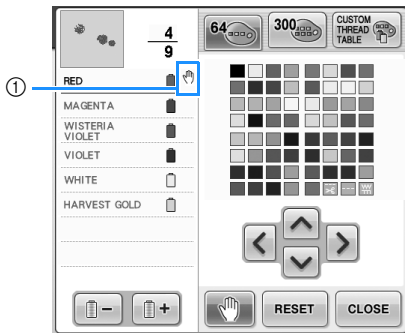 4
9
64
300
CUSTOM
THREAD
TABLE
1
RED
MAGENTA
WISTERIA
VIOLET
VIOLET
WHITE
HARVEST GOLD
−
+
RESET
CLOSE